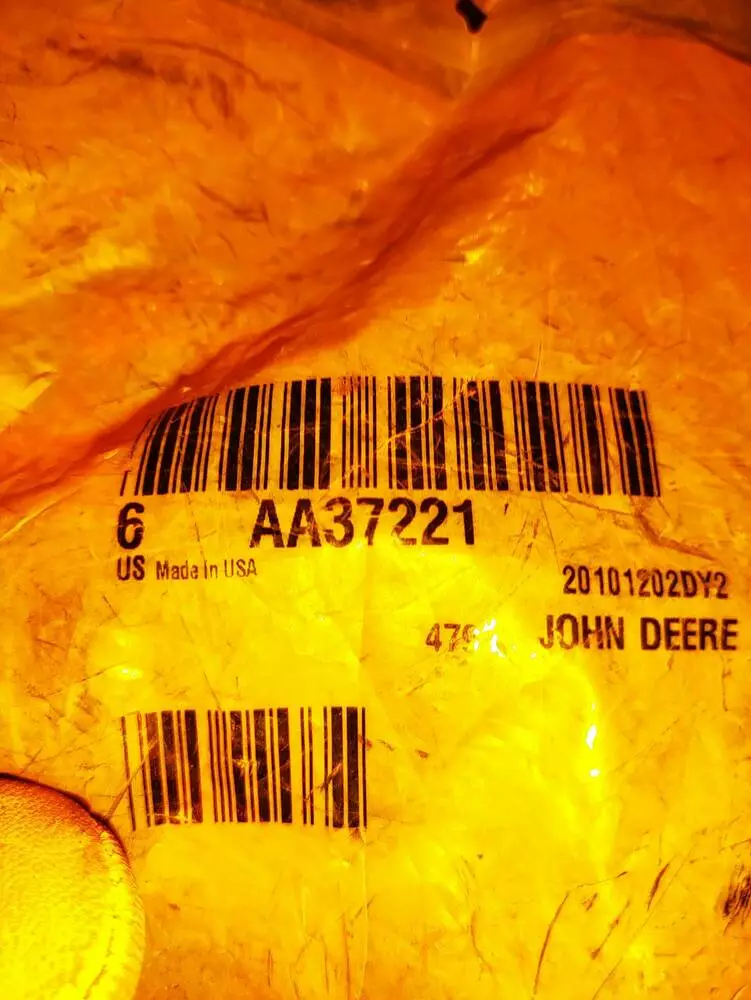 6 AA37221
US Made In USA
20101202DY2
JOHN DEERE